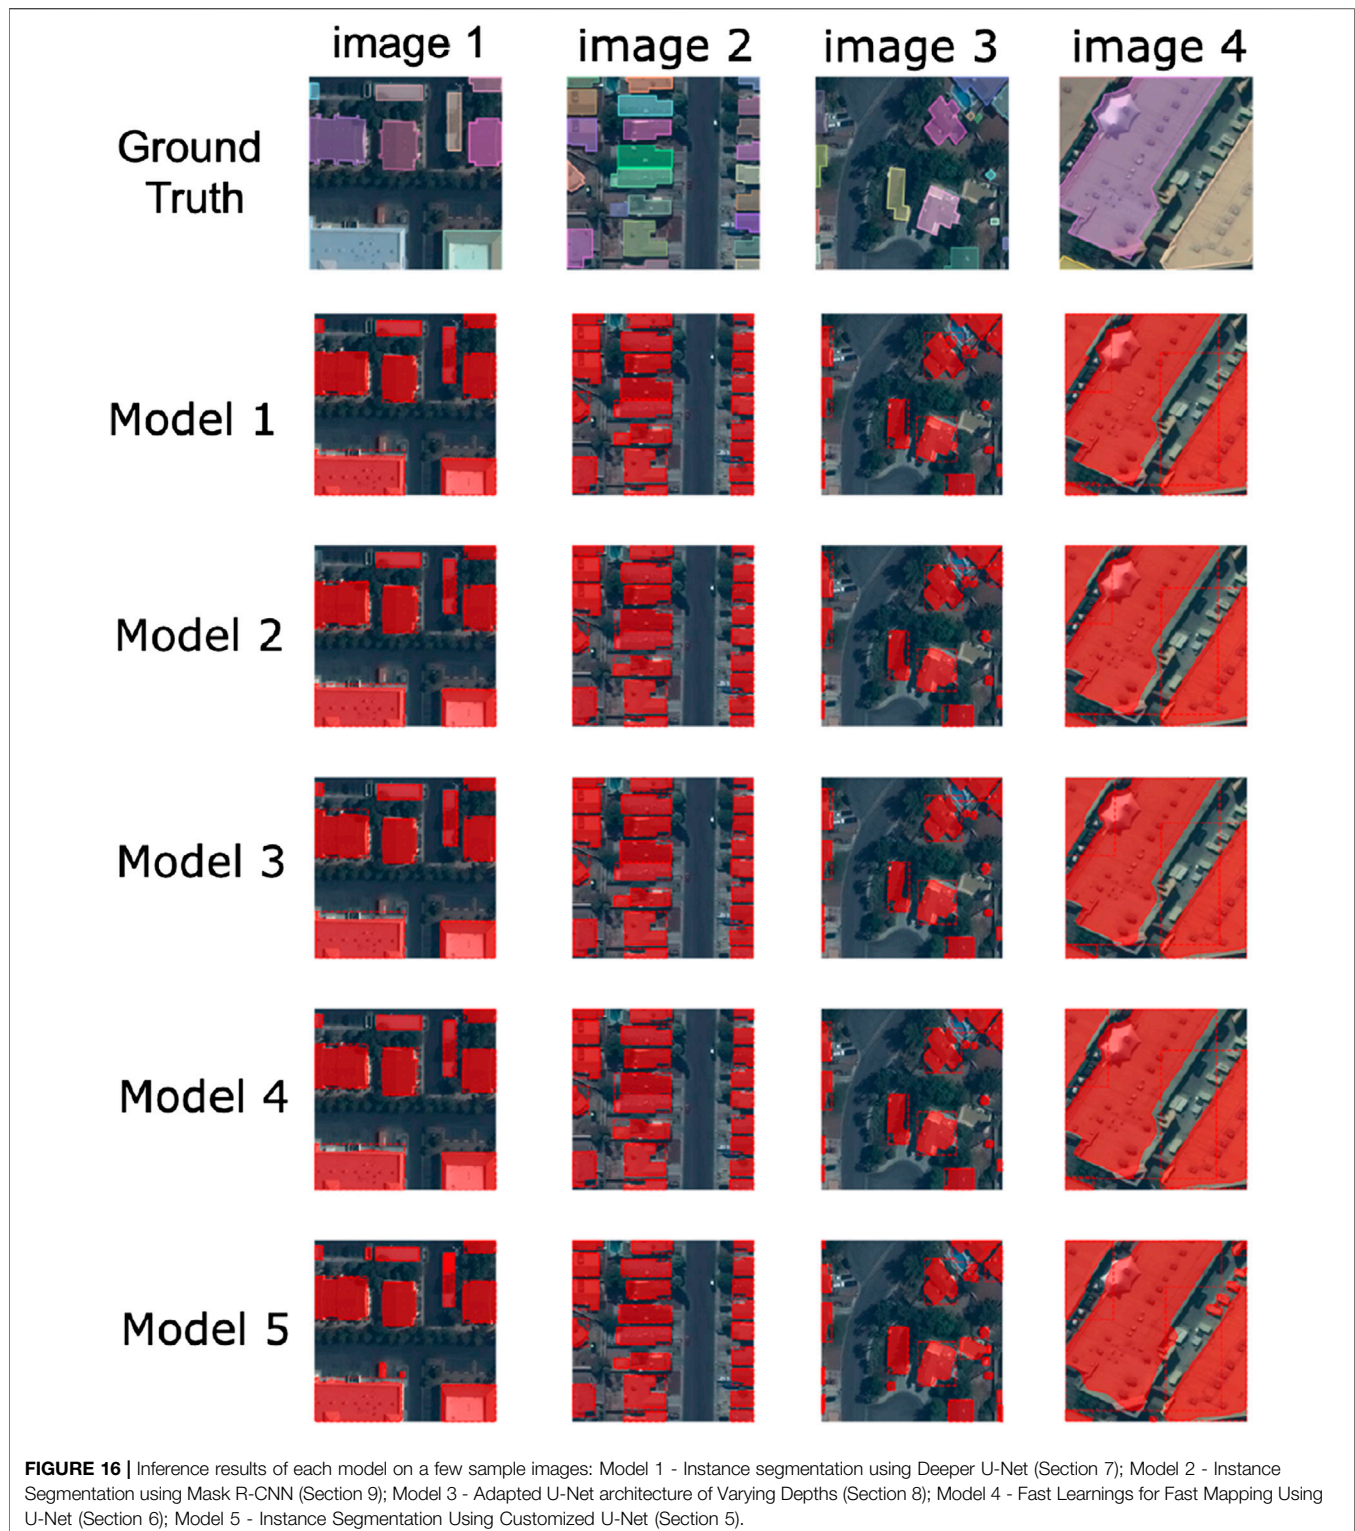 image 1 image 2 image 3 image 4
Ground
Truth
Model 1
Model 2
Model 3
Model 4
Model 5
FIGURE 16 | Inference results of each model on a few sample images: Model 1 - Instance segmentation using Deeper U-Net (Section 7); Model 2 - Instance
Segmentation using Mask R-CNN (Section 9); Model 3 - Adapted U-Net architecture of Varying Depths (Section 8); Model 4 - Fast Learnings for Fast Mapping Using
U-Net (Section 6); Model 5 - Instance Segmentation Using Customized U-Net (Section 5).